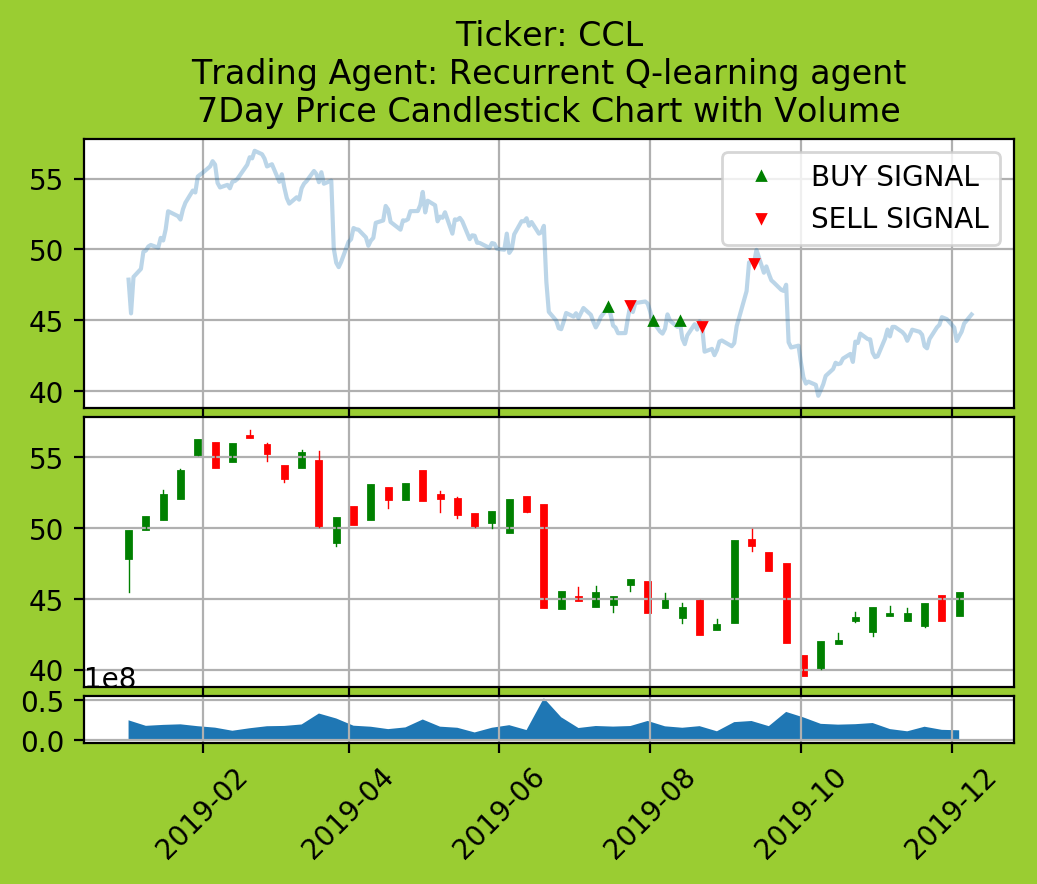 Ticker: CCL
Trading Agent: Recurrent Q-learning agent
7Day Price Candlestick Chart with Volume
BUY SIGNAL
SELL SIGNAL
55
50
45
40
55
50
45
40
1e8
0.5
0.0
2019-02
2019-04
2019-06
2019-08
2019-10
2019-12